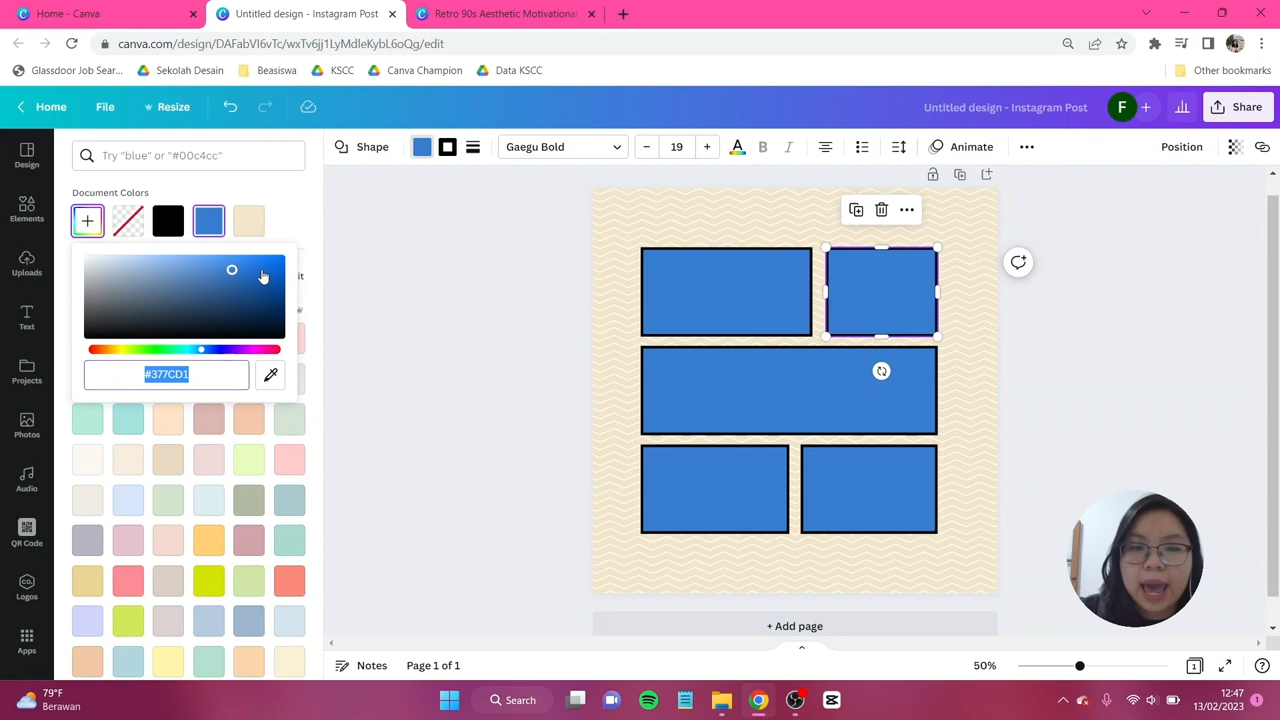 Home - Canva
Untitled design - Instagram Post
Retro 90s Aesthetic Motivational
canva.com/design/DAFabVI6vTc/wxTv6jj1LyMdleKybL6oQg/edit
Glassdoor Job Sear...
Sekolah Desain
Beasiswa
KSCC
Canva Champion
Data KSCC
Other bookmarks
Home
File
Resize
Untitled design - Instagram Post
F
Share
Design
Elements
Uploads
Text
Projects
Photos
Audio
QR Code
Logos
Apps
Try "blue" or "#00c4cc"
Document Colors
#377CD1
Shape
Gaegu Bold
19
A
B
I
Animate
Position
+ Add page
Notes
Page 1 of 1
50%
1
79°F
Berawan
Search
12:47
13/02/2023
1